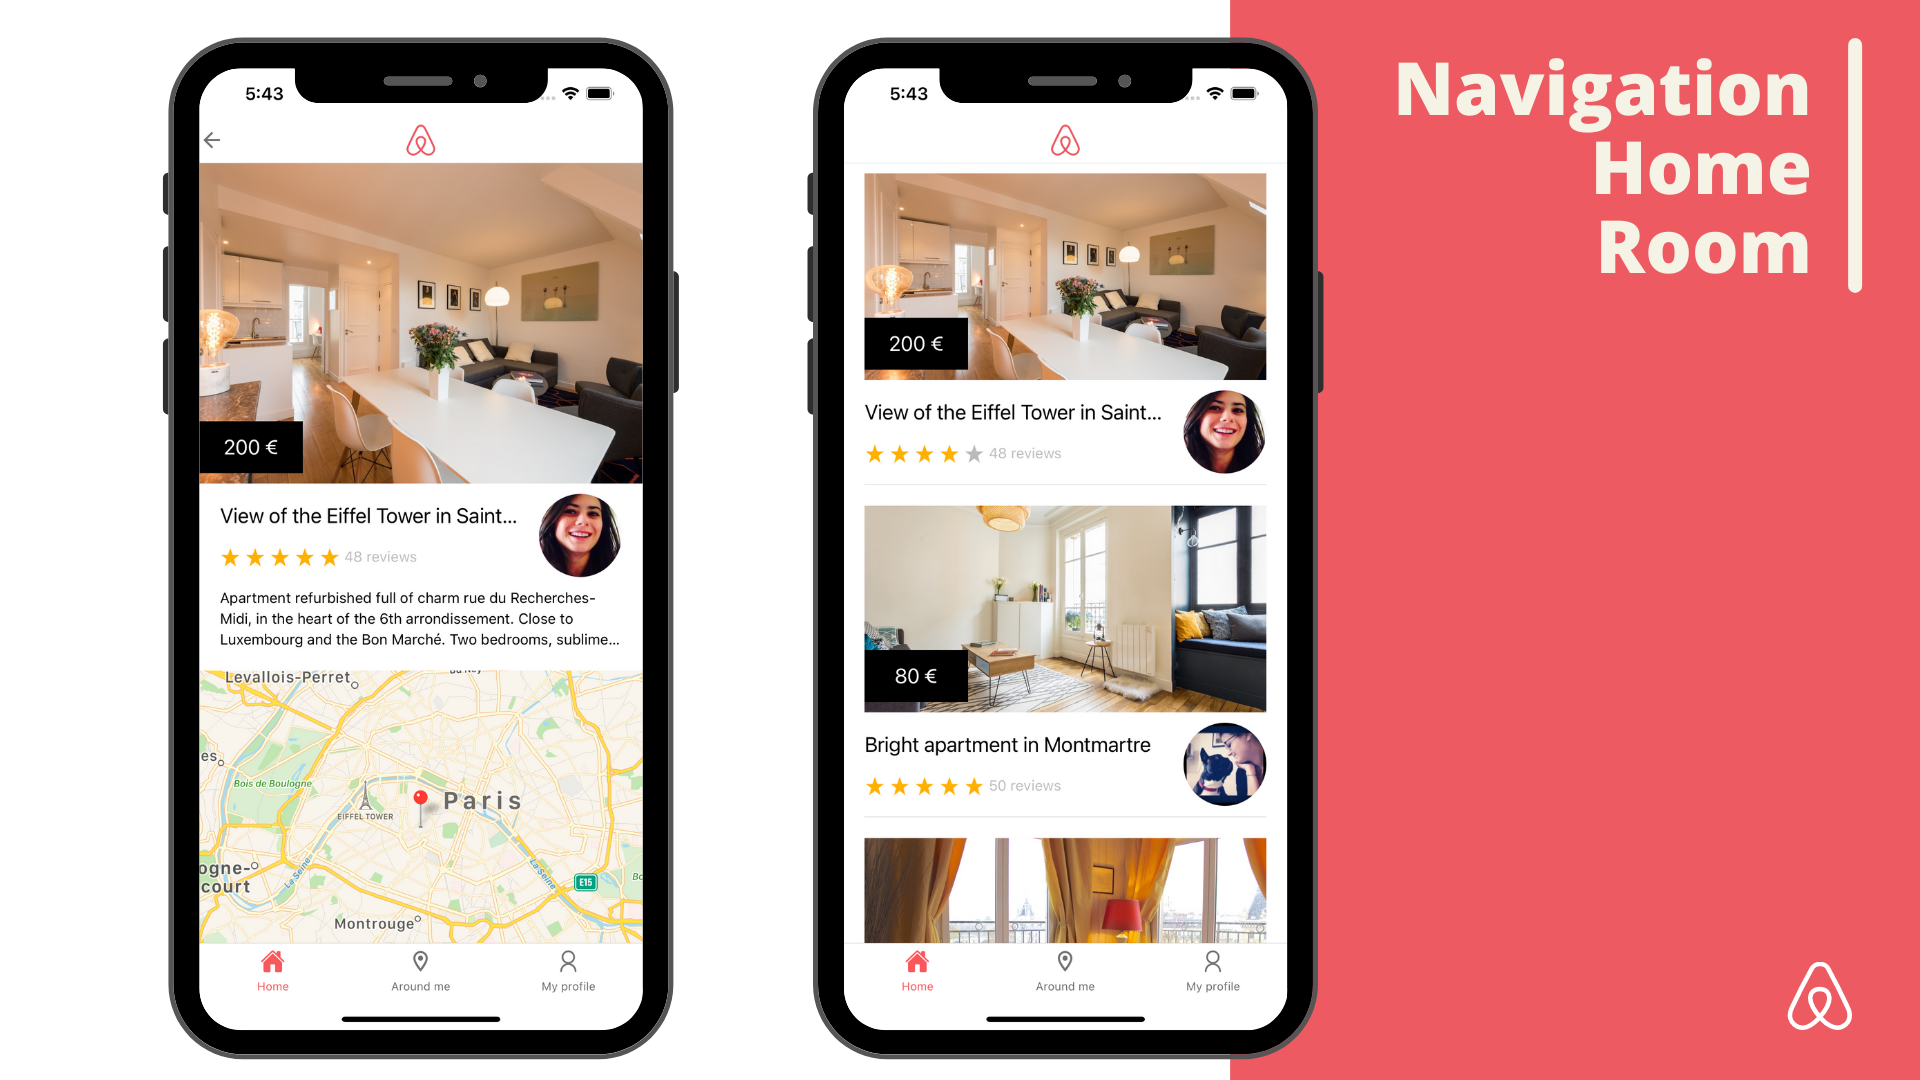 5:43
200 €
View of the Eiffel Tower in Saint...
48 reviews
Apartment refurbished full of charm rue du Recherches-
Midi, in the heart of the 6th arrondissement. Close to
Luxembourg and the Bon Marché. Two bedrooms, sublime...
Levallois-Perret
es
Bois de Boulogne
EIFFEL TOWER
Paris
La Seine
La Seine
ogne-
court
E15
Montrouge
Home
Around me
My profile
5:43
200 €
View of the Eiffel Tower in Saint...
48 reviews
80 €
Bright apartment in Montmartre
50 reviews
Home
Around me
My profile
Navigation
Home
Room